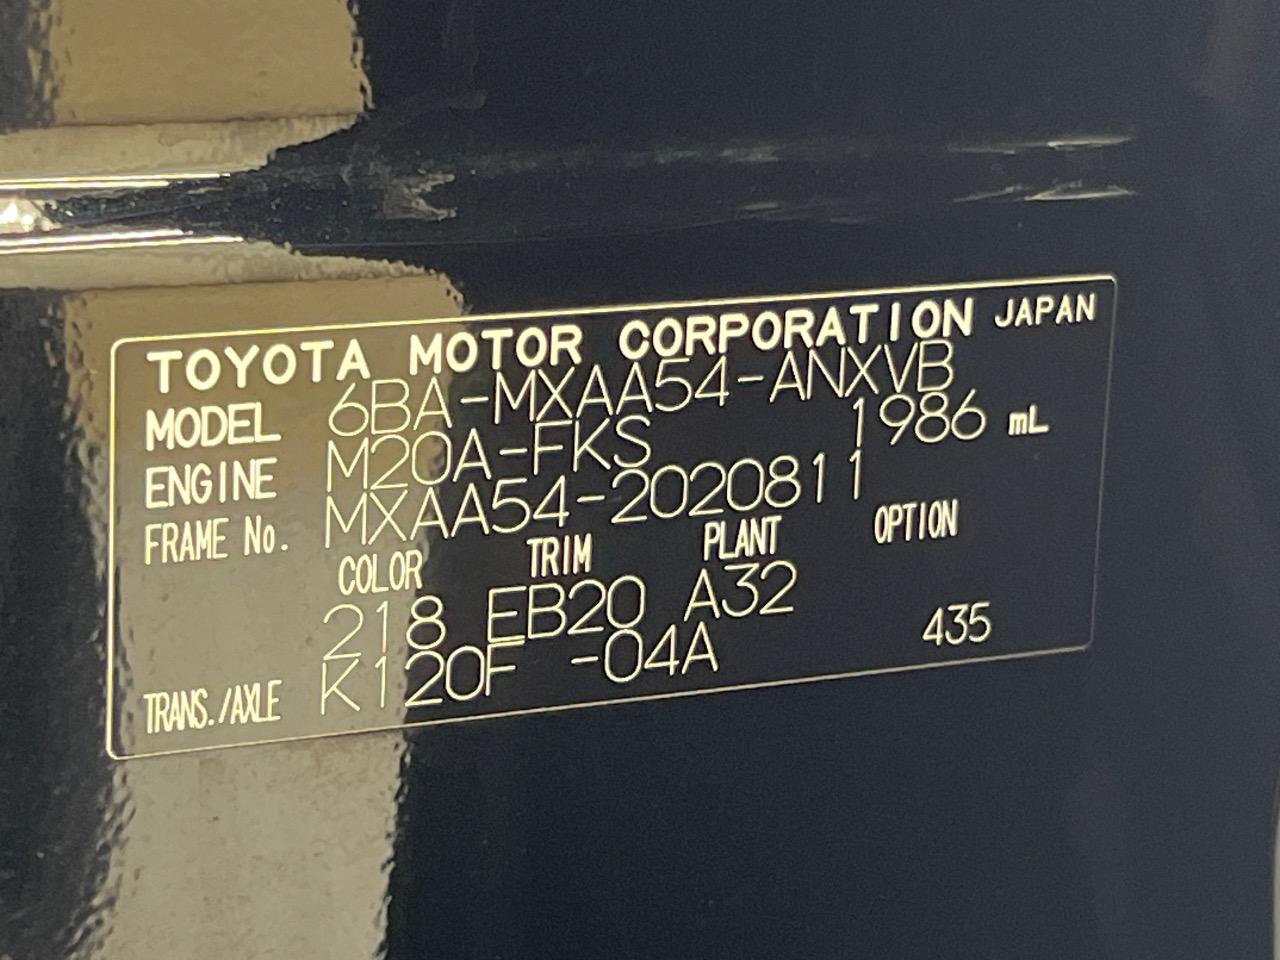 TOYOTA MOTOR CORPORATION JAPAN
MODEL 6BA-MXAA54-ANXVB
ENGINE M20A-FKS 1986 mL
FRAME No. MXAA54-2020811
COLOR TRIM PLANT OPTION
218 EB20 A32
TRANS./AXLE K120F -04A 435